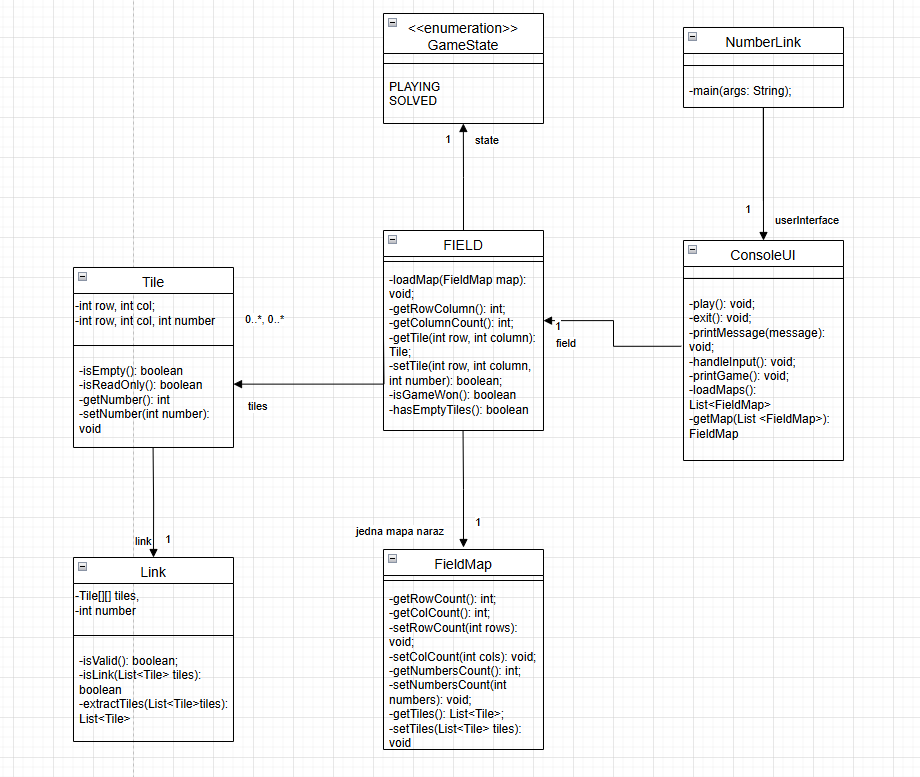 <<enumeration>>
GameState
PLAYING
SOLVED
NumberLink
-main(args: String);
1
state
1
userInterface
FIELD
-loadMap(FieldMap map):
void;
-getRowColumn(): int;
-getColumnCount(): int;
-getTile(int row, int column):
Tile;
-setTile(int row, int column,
int number): boolean;
-isGameWon(): boolean
-hasEmptyTiles(): boolean
ConsoleUI
-play(): void;
-exit(): void;
-printMessage(message):
void;
-handleInput(): void;
-printGame(): void;
-loadMaps():
List<FieldMap>
-getMap(List <FieldMap>):
FieldMap
Tile
-int row, int col;
-int row, int col, int number
-isEmpty(): boolean
-isReadOnly(): boolean
-getNumber(): int
-setNumber(int number):
void
0..*, 0..*
tiles
1
field
link
1
jedna mapa naraz
1
Link
-Tile[][] tiles,
-int number
-isValid(): boolean;
-isLink(List<Tile> tiles):
boolean
-extractTiles(List<Tile>tiles):
List<Tile>
FieldMap
-getRowCount(): int;
-getColCount(): int;
-setRowCount(int rows):
void;
-setColCount(int cols): void;
-getNumbersCount(): int;
-setNumbersCount(int
numbers): void;
-getTiles(): List<Tile>;
-setTiles(List<Tile> tiles):
void